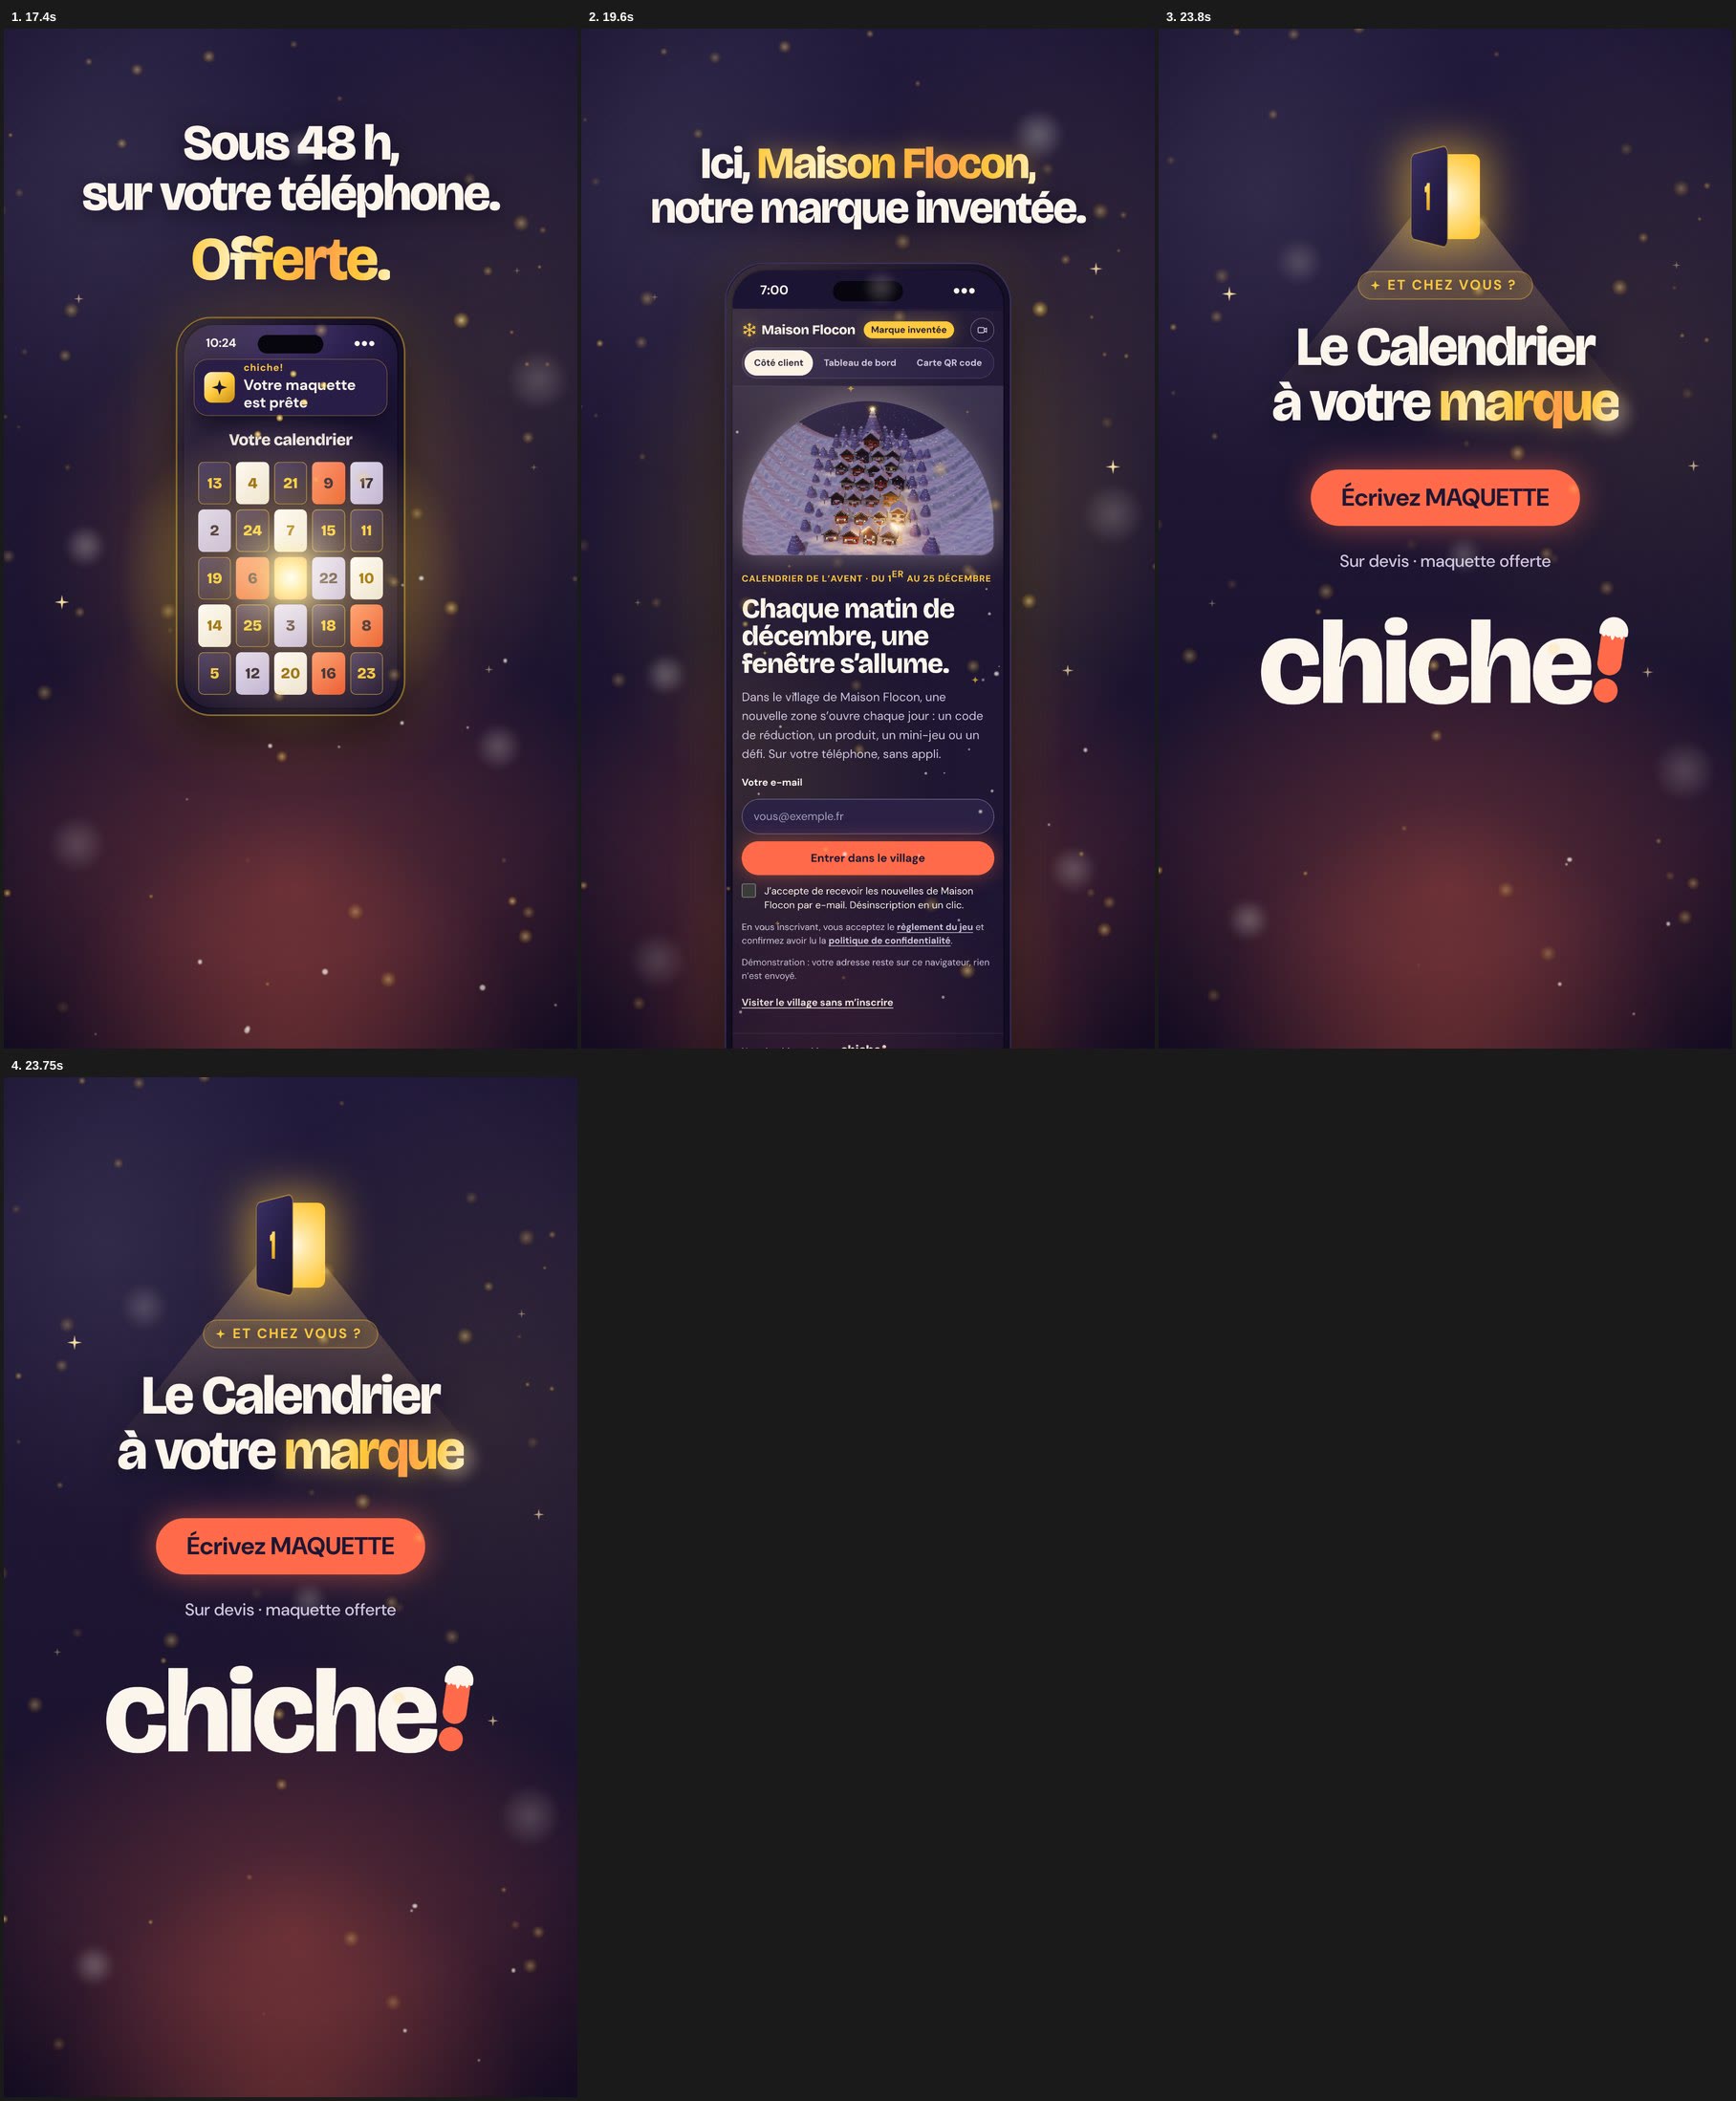 1. 17.4s
Sous 48 h,
sur votre téléphone.
Offerte.
10:24
chiche!
Votre maquette
est prête
Votre calendrier
13 4 21 9 17
2 24 7 15 11
19 6 22 10
14 25 3 18 8
5 12 20 16 23
2. 19.6s
Ici, Maison Flocon,
notre marque inventée.
7:00
Maison Flocon
Marque inventée
Côté client
Tableau de bord
Carte QR code
CALENDRIER DE L'AVENT · DU 1ER AU 25 DÉCEMBRE
Chaque matin de
décembre, une
fenêtre s'allume.
Dans le village de Maison Flocon, une
nouvelle zone s'ouvre chaque jour : un code
de réduction, un produit, un mini-jeu ou un
défi. Sur votre téléphone, sans appli.
Votre e-mail
vous@exemple.fr
Entrer dans le village
J'accepte de recevoir les nouvelles de Maison
Flocon par e-mail. Désinscription en un clic.
En vous inscrivant, vous acceptez le règlement du jeu et
confirmez avoir lu la politique de confidentialité.
Démonstration : votre adresse reste sur ce navigateur, rien
n'est envoyé.
Visiter le village sans m'inscrire
chiche!
3. 23.8s
1
ET CHEZ VOUS ?
Le Calendrier
à votre marque
Écrivez MAQUETTE
Sur devis · maquette offerte
chiche!
4. 23.75s
1
ET CHEZ VOUS ?
Le Calendrier
à votre marque
Écrivez MAQUETTE
Sur devis · maquette offerte
chiche!